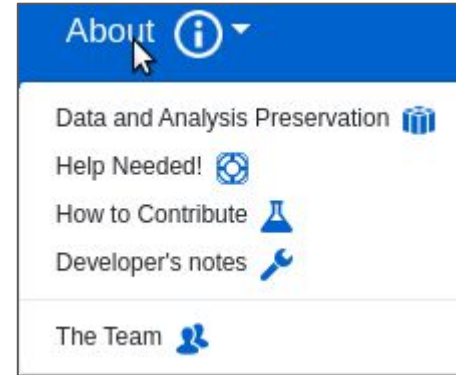 About
Data and Analysis Preservation
Help Needed!
How to Contribute
Developer's notes
The Team